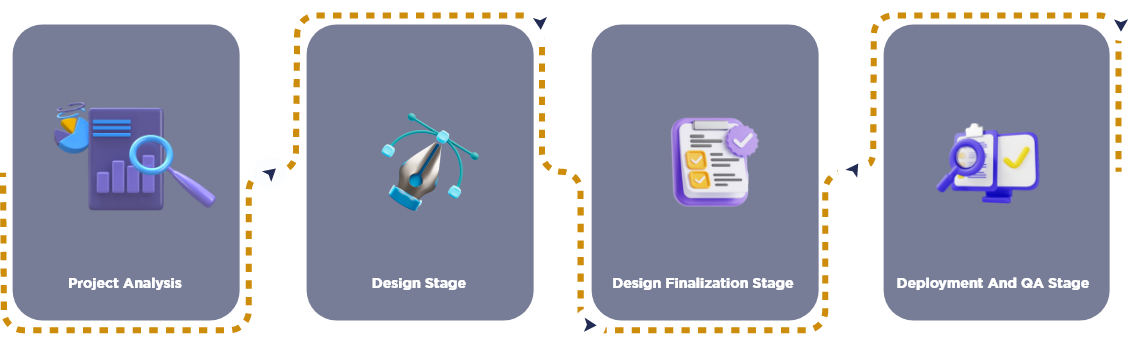 Project Analysis
Design Stage
Design Finalization Stage
Deployment And QA Stage